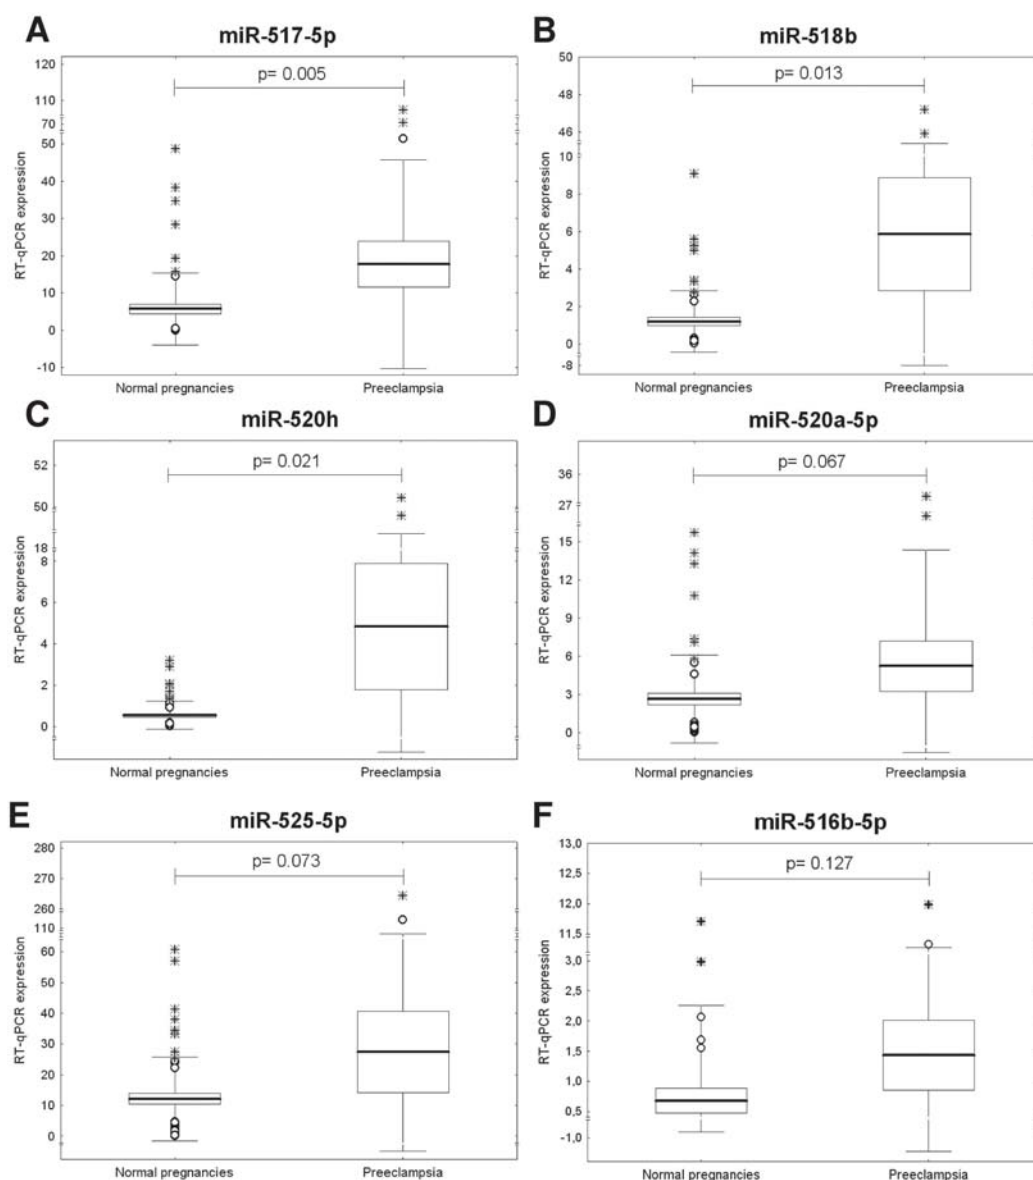 A
miR-517-5p
120
110
70
50
40
30
20
10
0
-10
RT-qPCR expression
p= 0.005
Normal pregnancies
Preeclampsia
B
miR-518b
50
48
46
10
8
6
4
2
0
-8
RT-qPCR expression
p= 0.013
Normal pregnancies
Preeclampsia
C
miR-520h
52
50
18
8
6
4
2
0
RT-qPCR expression
p= 0.021
Normal pregnancies
Preeclampsia
D
miR-520a-5p
36
27
15
12
9
6
3
0
RT-qPCR expression
p= 0.067
Normal pregnancies
Preeclampsia
E
miR-525-5p
280
270
260
110
60
50
40
30
20
10
0
RT-qPCR expression
p= 0.073
Normal pregnancies
Preeclampsia
F
miR-516b-5p
13,0
12,0
11,5
3,0
2,5
2,0
1,5
1,0
0,5
-1,0
RT-qPCR expression
p= 0.127
Normal pregnancies
Preeclampsia